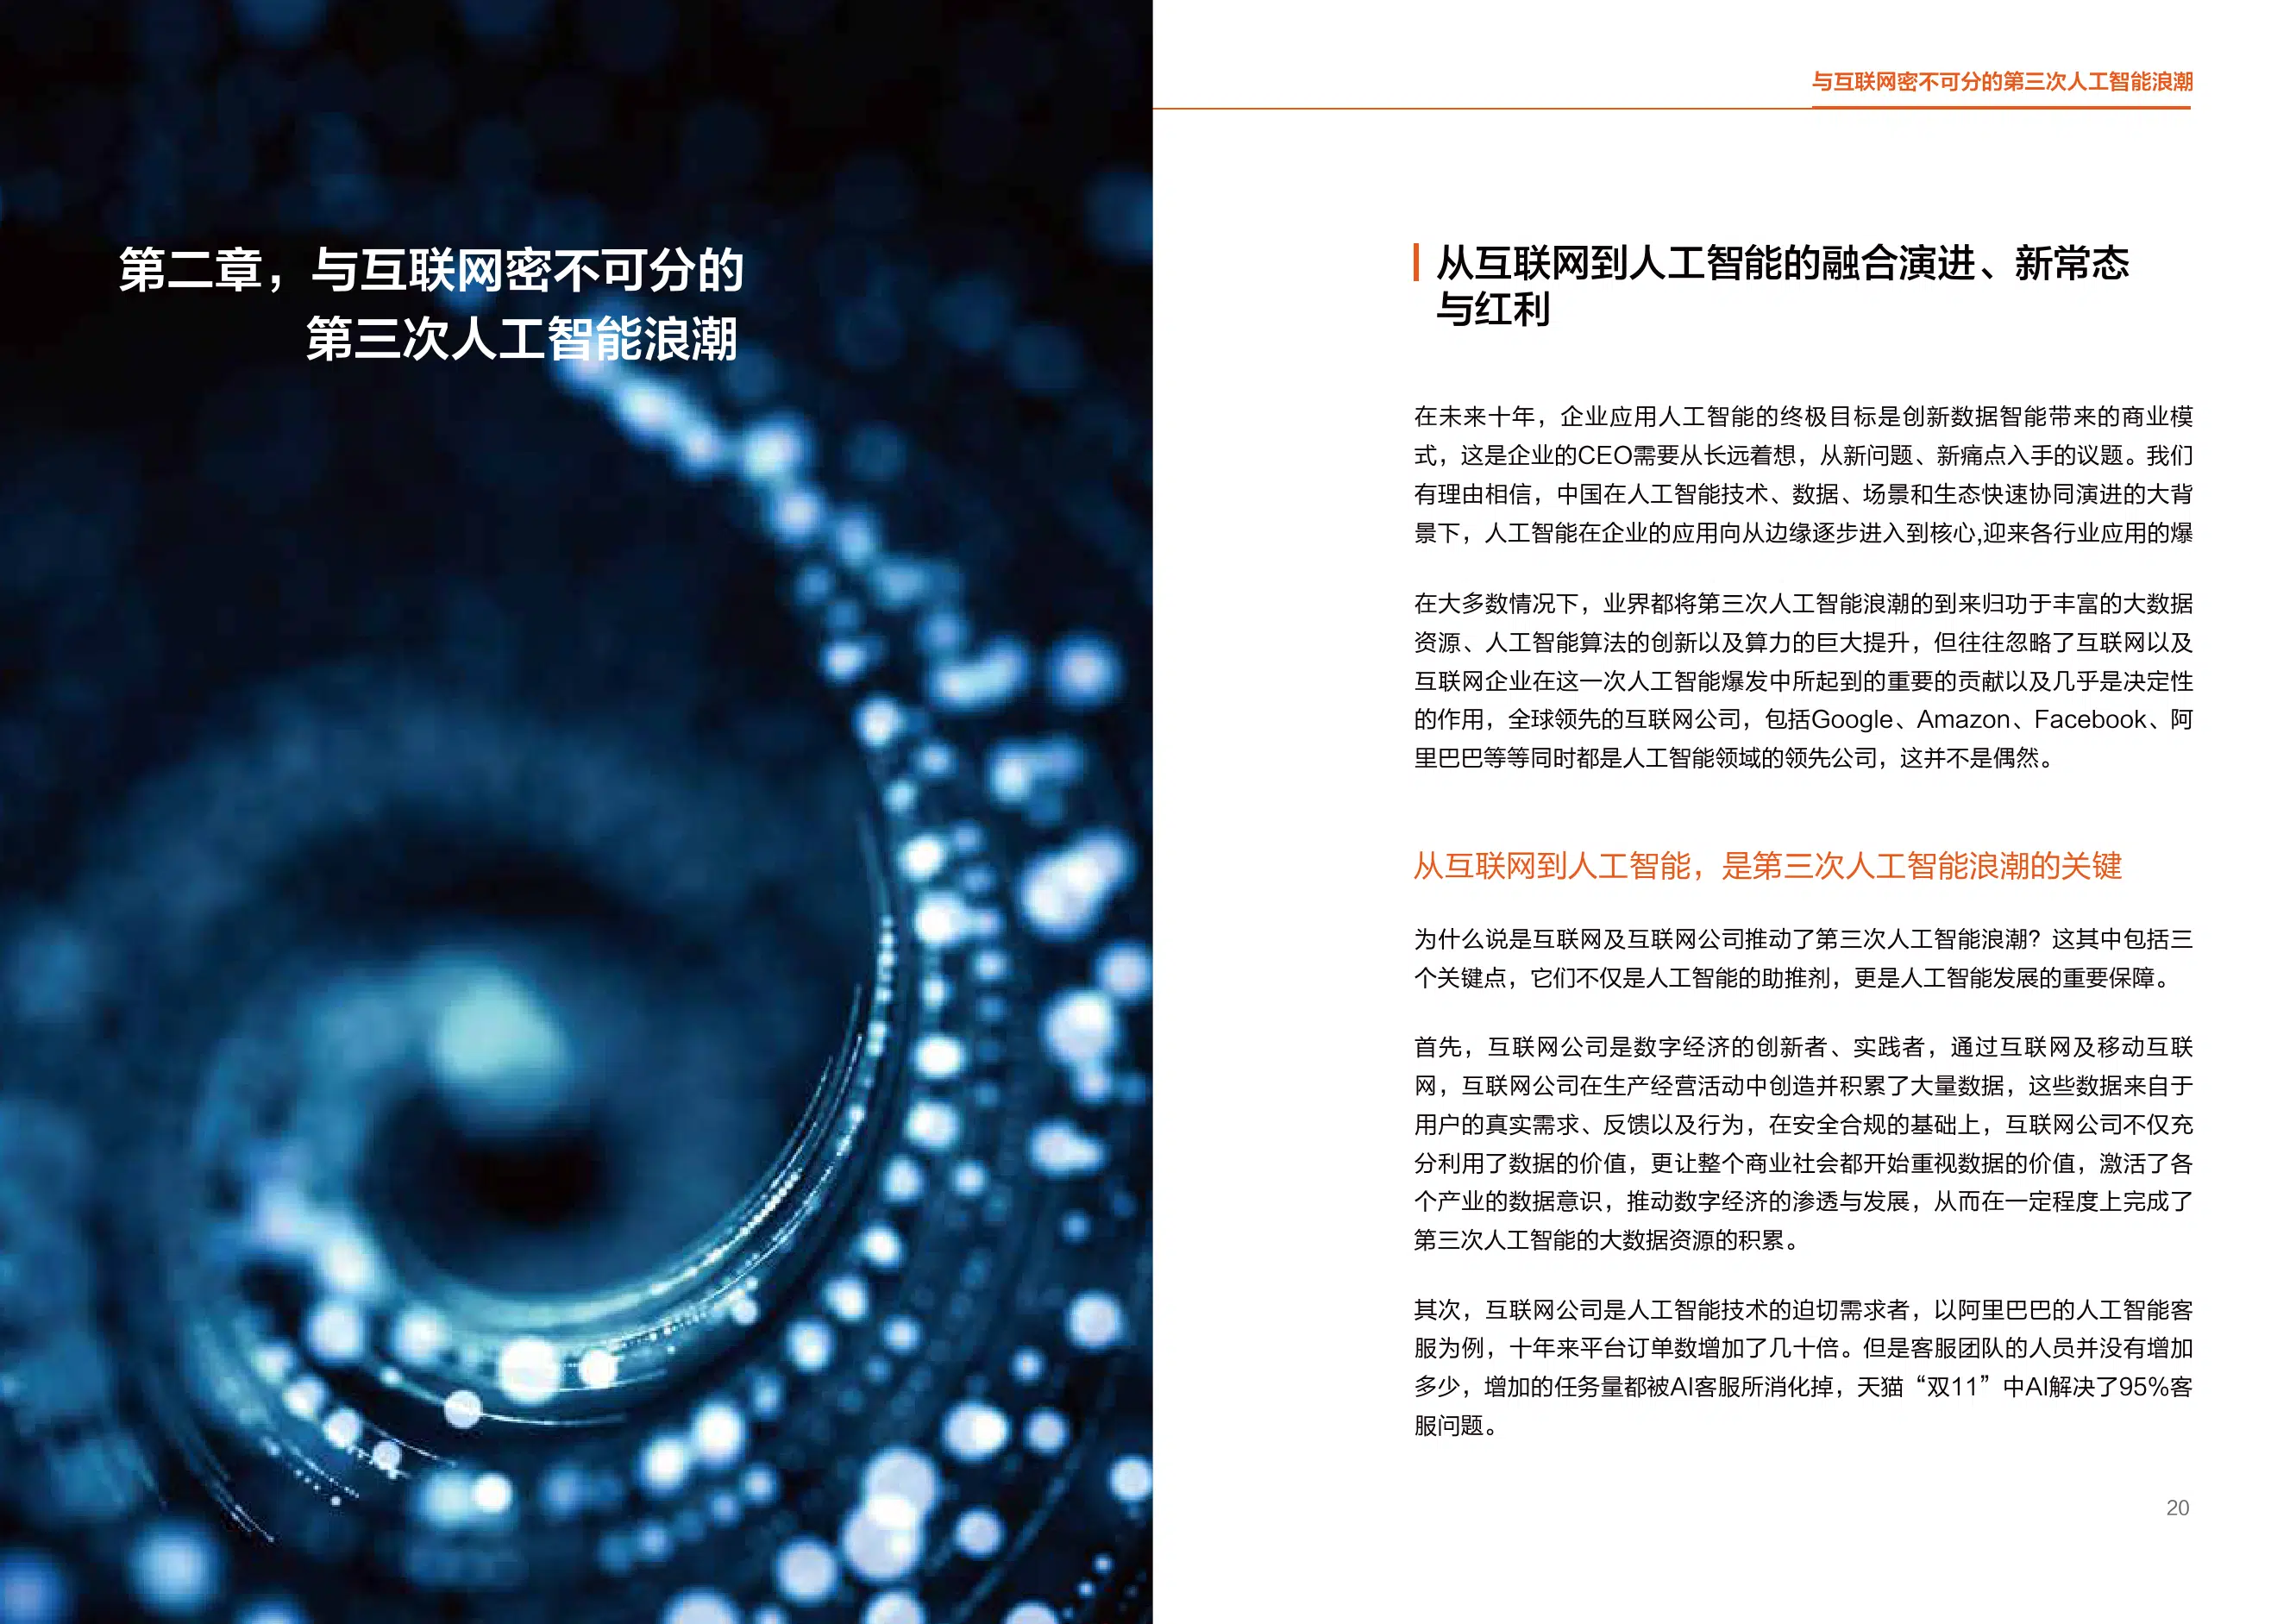 第二章，与互联网密不可分的
第三次人工智能浪潮
与互联网密不可分的第三次人工智能浪潮
从互联网到人工智能的融合演进、新常态
与红利
在未来十年，企业应用人工智能的终极目标是创新数据智能带来的商业模
式，这是企业的CEO需要从长远着想，从新问题、新痛点入手的议题。我们
有理由相信，中国在人工智能技术、数据、场景和生态快速协同演进的大背
景下，人工智能在企业的应用向从边缘逐步进入到核心,迎来各行业应用的爆
在大多数情况下，业界都将第三次人工智能浪潮的到来归功于丰富的大数据
资源、人工智能算法的创新以及算力的巨大提升，但往往忽略了互联网以及
互联网企业在这一次人工智能爆发中所起到的重要的贡献以及几乎是决定性
的作用，全球领先的互联网公司，包括Google、Amazon、Facebook、阿
里巴巴等等同时都是人工智能领域的领先公司，这并不是偶然。
从互联网到人工智能，是第三次人工智能浪潮的关键
为什么说是互联网及互联网公司推动了第三次人工智能浪潮？这其中包括三
个关键点，它们不仅是人工智能的助推剂，更是人工智能发展的重要保障。
首先，互联网公司是数字经济的创新者、实践者，通过互联网及移动互联
网，互联网公司在生产经营活动中创造并积累了大量数据，这些数据来自于
用户的真实需求、反馈以及行为，在安全合规的基础上，互联网公司不仅充
分利用了数据的价值，更让整个商业社会都开始重视数据的价值，激活了各
个产业的数据意识，推动数字经济的渗透与发展，从而在一定程度上完成了
第三次人工智能的大数据资源的积累。
其次，互联网公司是人工智能技术的迫切需求者，以阿里巴巴的人工智能客
服为例，十年来平台订单数增加了几十倍。但是客服团队的人员并没有增加
多少，增加的任务量都被AI客服所消化掉，天猫“双11”中AI解决了95%客
服问题。
20